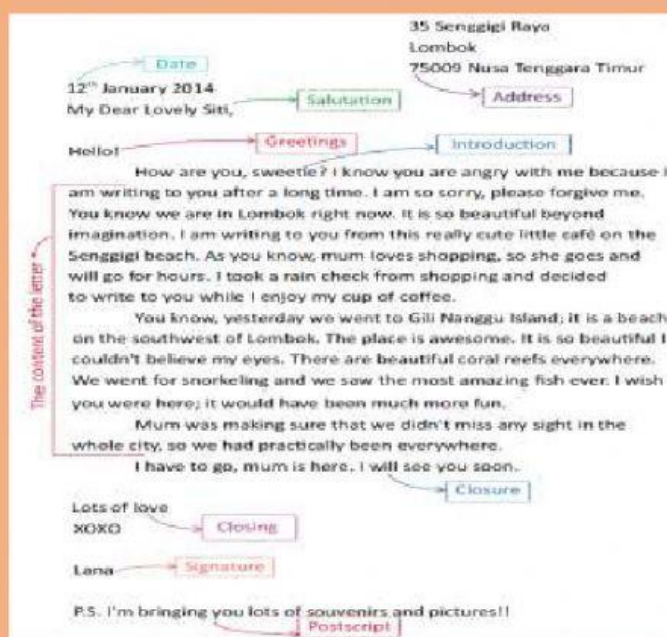 35 Senggigi Raya
Lombok
75009 Nusa Tenggara Timur
Date
Address
12th January 2014
My Dear Lovely Siti,
Salutation
Hello!
Greetings
Introduction
How are you, sweetie? I know you are angry with me because I
am writing to you after a long time. I am so sorry, please forgive me.
You know we are in Lombok right now. It is so beautiful beyond
imagination. I am writing to you from this really cute little café on the
Senggigi beach. As you know, mum loves shopping, so she goes and
will go for hours. I took a rain check from shopping and decided
to write to you while I enjoy my cup of coffee.
You know, yesterday we went to Gili Nanggu Island; it is a beach
on the southwest of Lombok. The place is awesome. It is so beautiful I
couldn't believe my eyes. There are beautiful coral reefs everywhere.
We went for snorkeling and we saw the most amazing fish ever. I wish
you were here; it would have been much more fun.
Mum was making sure that we didn't miss any sight in the
whole city, so we had practically been everywhere.
I have to go, mum is here. I will see you soon.
The content of the letter
Closure
Lots of love
XOXO
Closing
Lana
Signature
P.S. I'm bringing you lots of souvenirs and pictures!!
Postscript